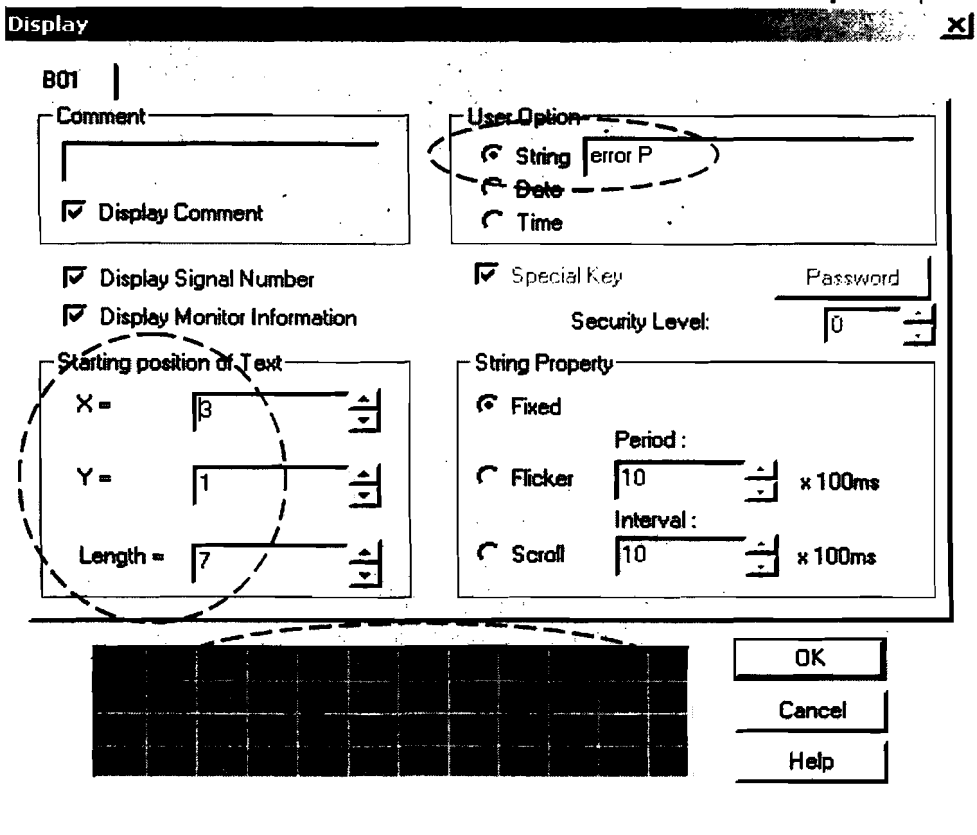 Display
B01
Comment
Display Comment
Display Signal Number
Display Monitor Information
Starting position of Text
X = 3
Y = 1
Length = 7
User Option
String error P
Date
Time
Special Key Password
Security Level: 0
String Property
Fixed
Period :
Flicker 10 x 100ms
Interval :
Scroll 10 x 100ms
OK
Cancel
Help